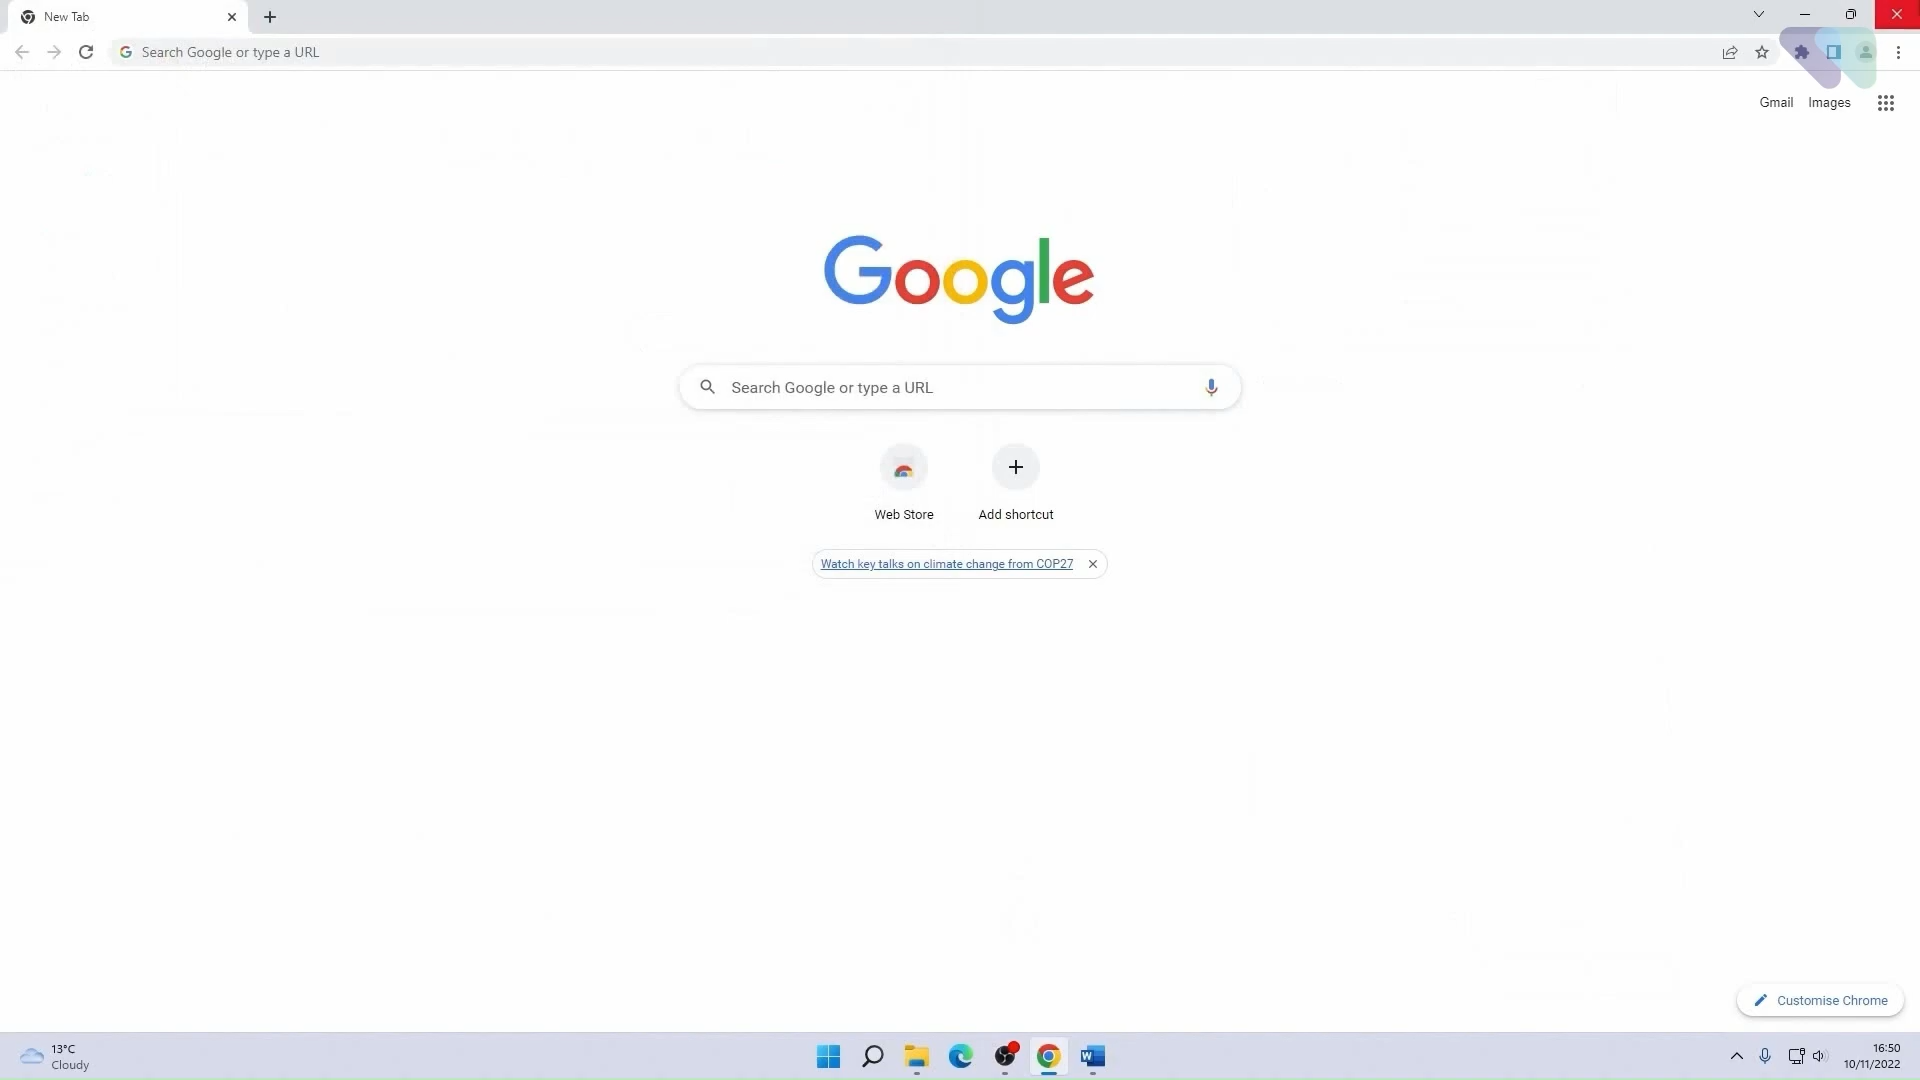 New Tab
Search Google or type a URL
Gmail Images
Google
Search Google or type a URL
Web Store Add shortcut
Watch key talks on climate change from COP27
Customise Chrome
13°C
Cloudy
16:50
10/11/2022